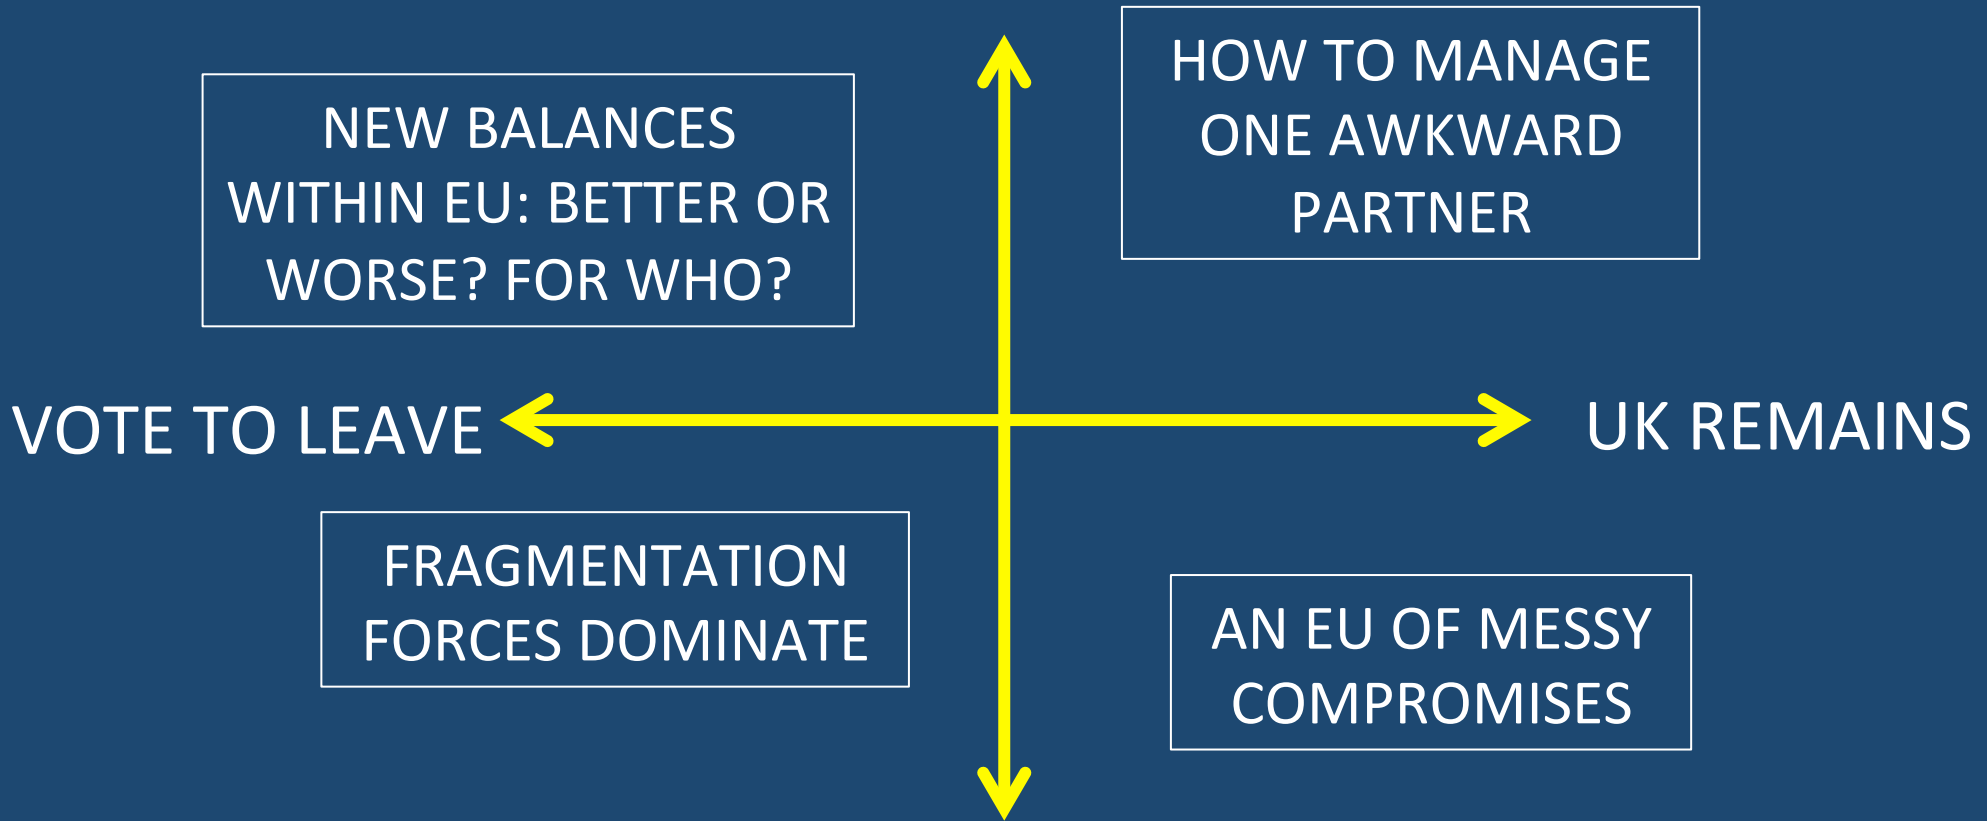 NEW BALANCES
WITHIN EU: BETTER OR
WORSE? FOR WHO?
HOW TO MANAGE
ONE AWKWARD
PARTNER
VOTE TO LEAVE
UK REMAINS
FRAGMENTATION
FORCES DOMINATE
AN EU OF MESSY
COMPROMISES